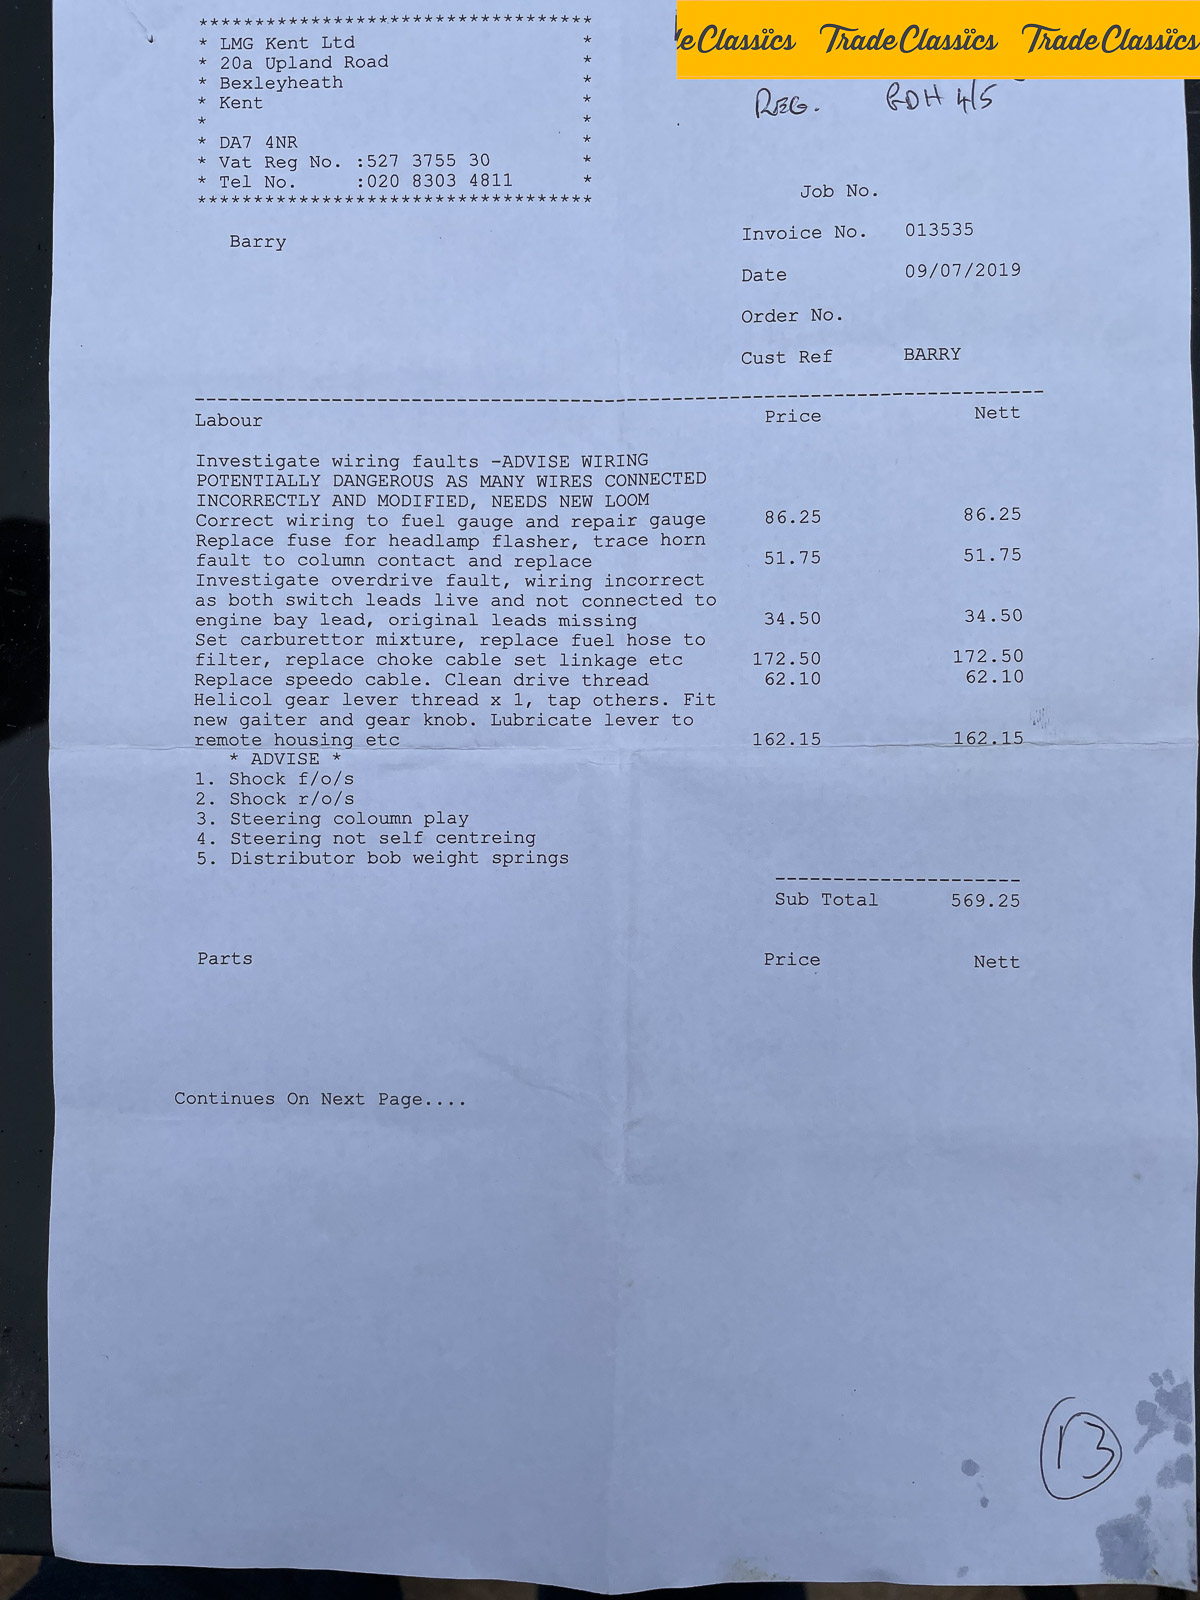 ************************************
* LMG Kent Ltd *
* 20a Upland Road *
* Bexleyheath *
* Kent *
* *
* DA7 4NR *
* Vat Reg No. :527 3755 30 *
* Tel No. :020 8303 4811 *
************************************
Classics TradeClassics TradeClassics
REG.
Job No.
Barry
Invoice No. 013535
Date 09/07/2019
Order No.
Cust Ref BARRY
Labour Price Nett
Investigate wiring faults -ADVISE WIRING
POTENTIALLY DANGEROUS AS MANY WIRES CONNECTED
INCORRECTLY AND MODIFIED, NEEDS NEW LOOM
Correct wiring to fuel gauge and repair gauge 86.25 86.25
Replace fuse for headlamp flasher, trace horn
fault to column contact and replace 51.75 51.75
Investigate overdrive fault, wiring incorrect
as both switch leads live and not connected to
engine bay lead, original leads missing 34.50 34.50
Set carburettor mixture, replace fuel hose to
filter, replace choke cable set linkage etc 172.50 172.50
Replace speedo cable. Clean drive thread 62.10 62.10
Helicol gear lever thread x 1, tap others. Fit
new gaiter and gear knob. Lubricate lever to
remote housing etc 162.15 162.15
* ADVISE *
1. Shock f/o/s
2. Shock r/o/s
3. Steering coloumn play
4. Steering not self centreing
5. Distributor bob weight springs
Sub Total 569.25
Parts Price Nett
Continues On Next Page....
13